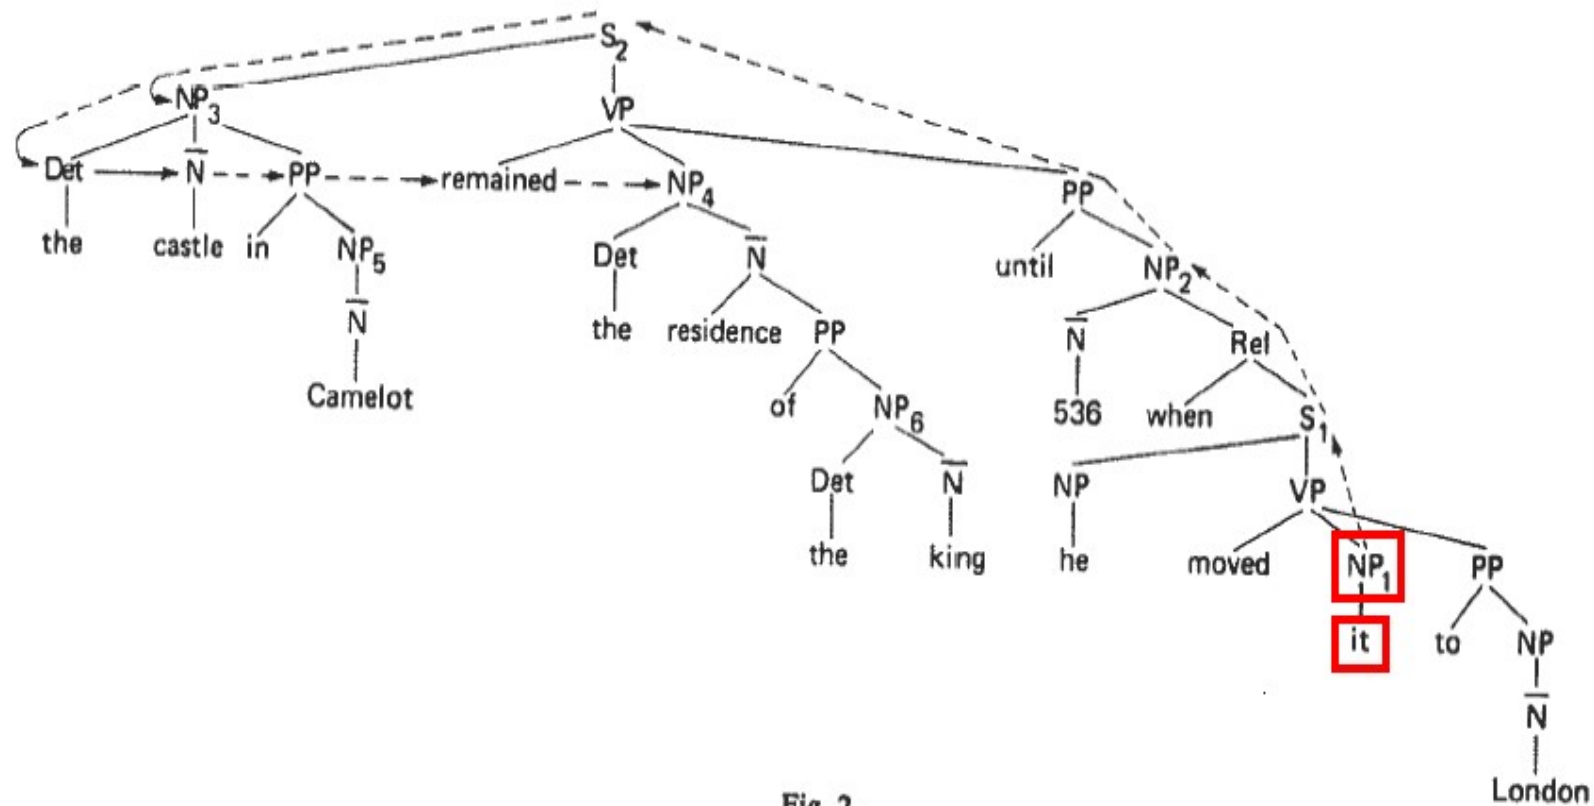 S2
NP3 VP
Det N̄ PP remained NP4 PP
the castle in NP5 Det N̄ until NP2
N̄ the residence PP N̄ Rel
Camelot of NP6 536 when S1
Det N̄ NP VP
the king he moved NP1 PP
it to NP
N̄
London